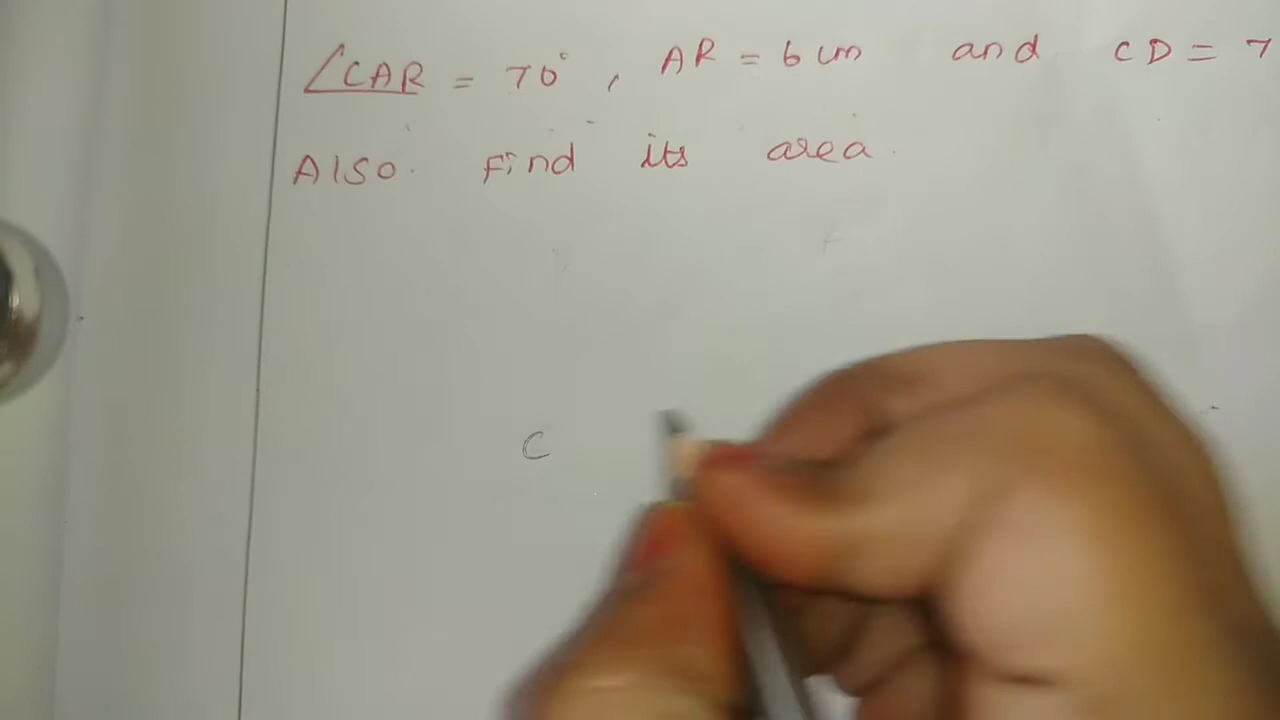 ∠CAR = 70°, AR = 6 cm and CD = 7
Also find its area.
C